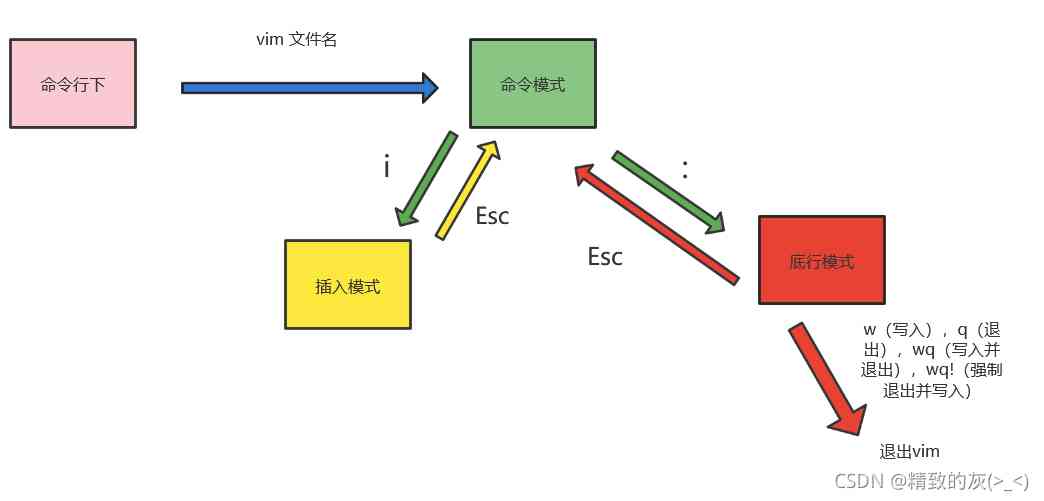 vim 文件名
命令行下
命令模式
i
:
Esc
Esc
插入模式
底行模式
w（写入）, q（退
出）, wq（写入并
退出）, wq!（强制
退出并写入）
退出vim
CSDN @精致的灰(>_<)